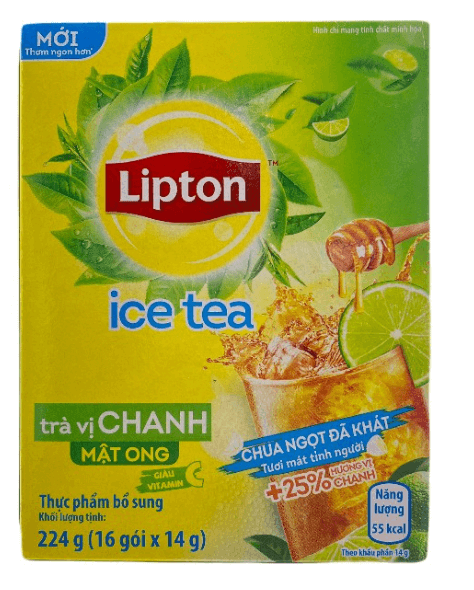 MỚI
Thơm ngon hơn*
Hình chỉ mang tính chất minh họa
Lipton
™
ice tea
trà vị CHANH
MẬT ONG
GIÀU
VITAMIN C
CHUA NGỌT ĐÃ KHÁT
Tươi mát tỉnh người
+25% HƯƠNG VỊ
CHANH
Thực phẩm bổ sung
Khối lượng tịnh:
224 g (16 gói x 14 g)
Năng
lượng
55 kcal
Theo khẩu phần 14 g